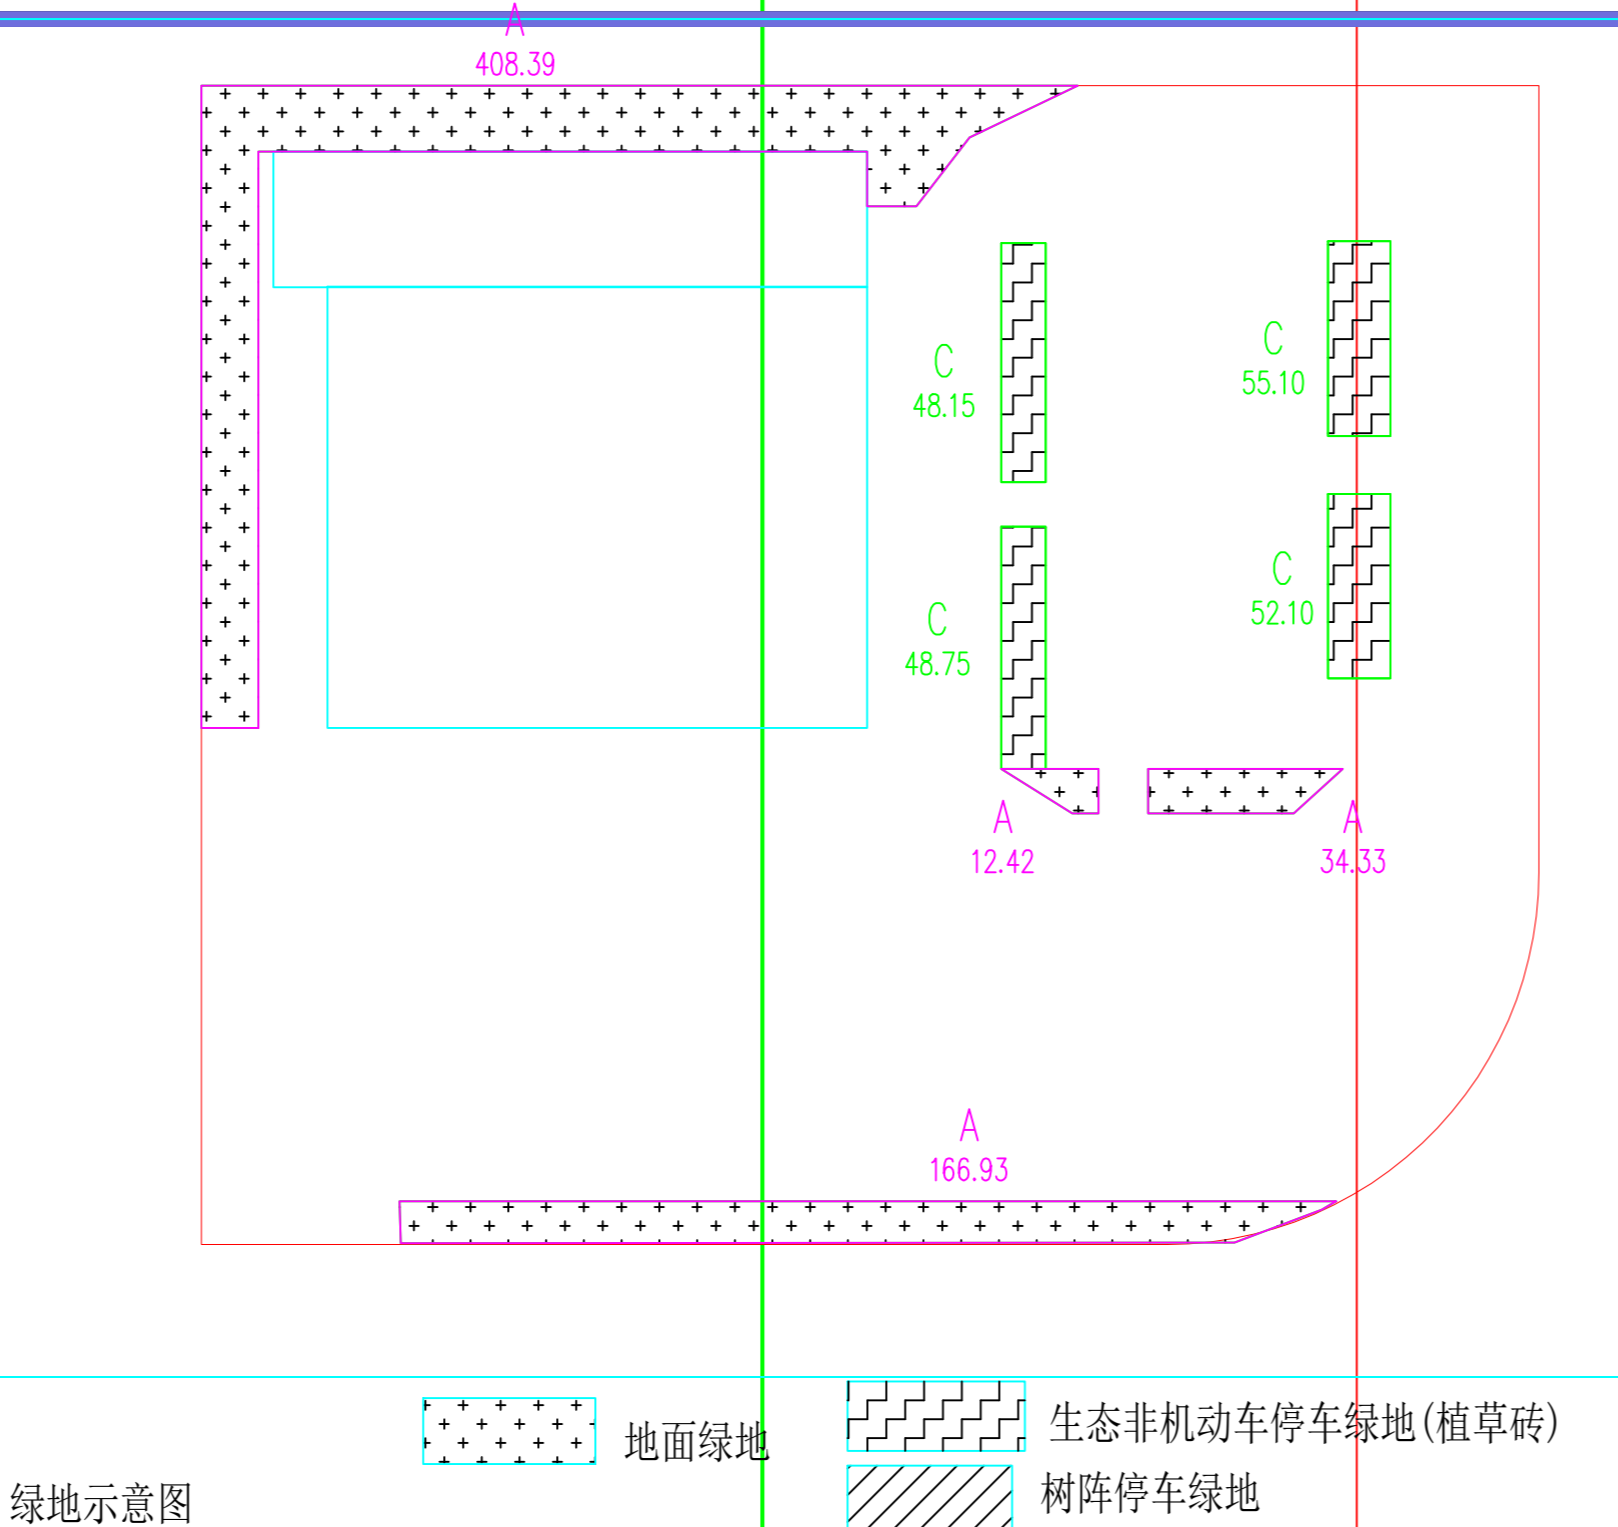 A
408.39
C
55.10
C
48.15
C
52.10
C
48.75
A
12.42
A
34.33
A
166.93
地面绿地
生态非机动车停车绿地(植草砖)
树阵停车绿地
绿地示意图